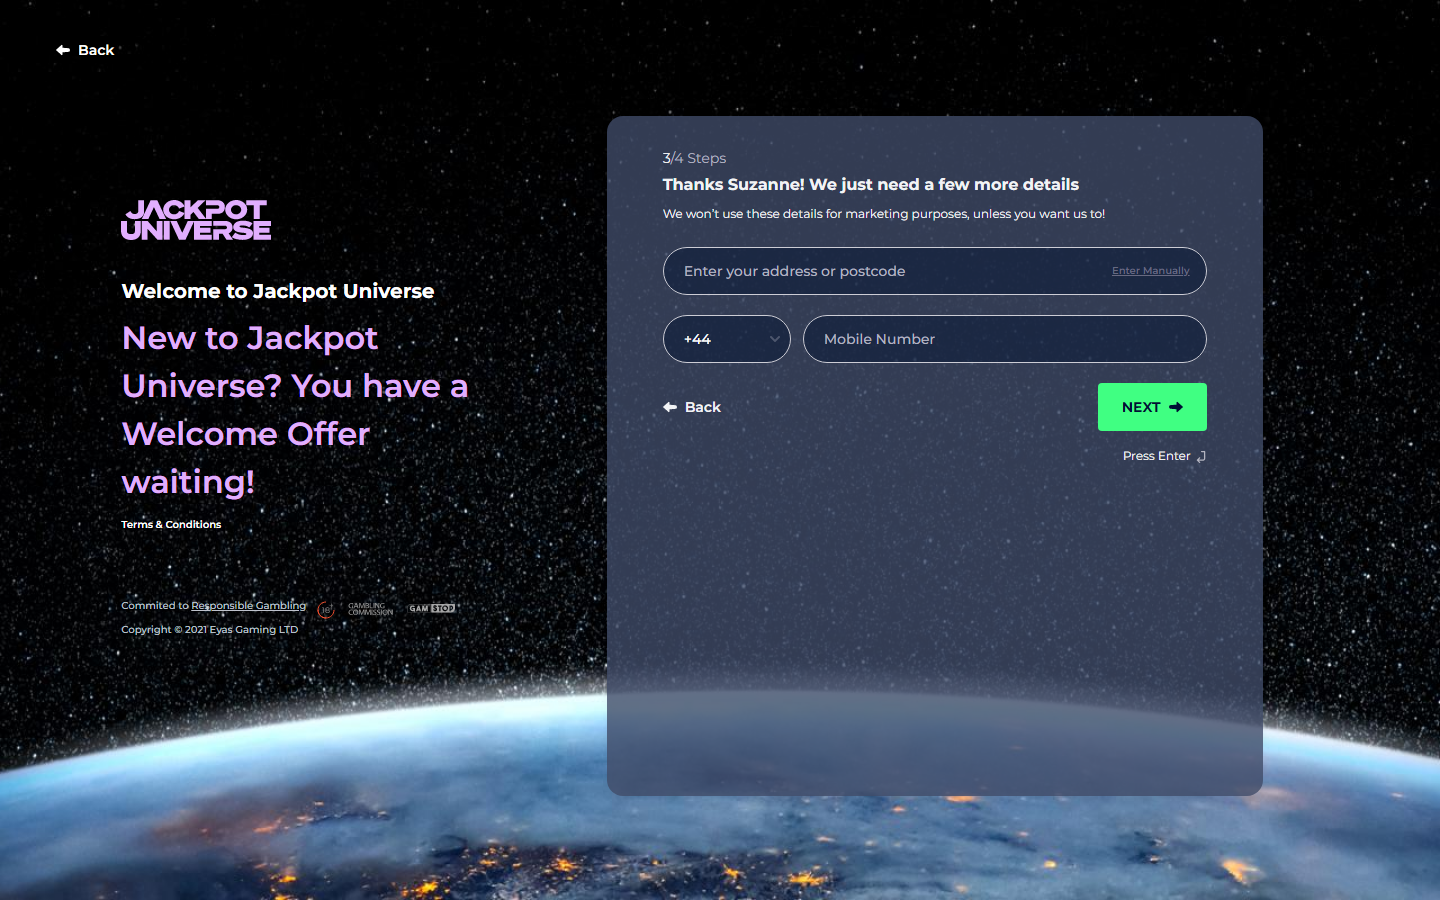 Back
JACKPOT
UNIVERSE
Welcome to Jackpot Universe
New to Jackpot
Universe? You have a
Welcome Offer
waiting!
Terms & Conditions
Commited to Responsible Gambling
18+
GAMBLING
COMMISSION
GAMSTOP
Copyright © 2021 Eyas Gaming LTD
3/4 Steps
Thanks Suzanne! We just need a few more details
We won't use these details for marketing purposes, unless you want us to!
Enter your address or postcode
Enter Manually
+44
Mobile Number
Back
NEXT
Press Enter